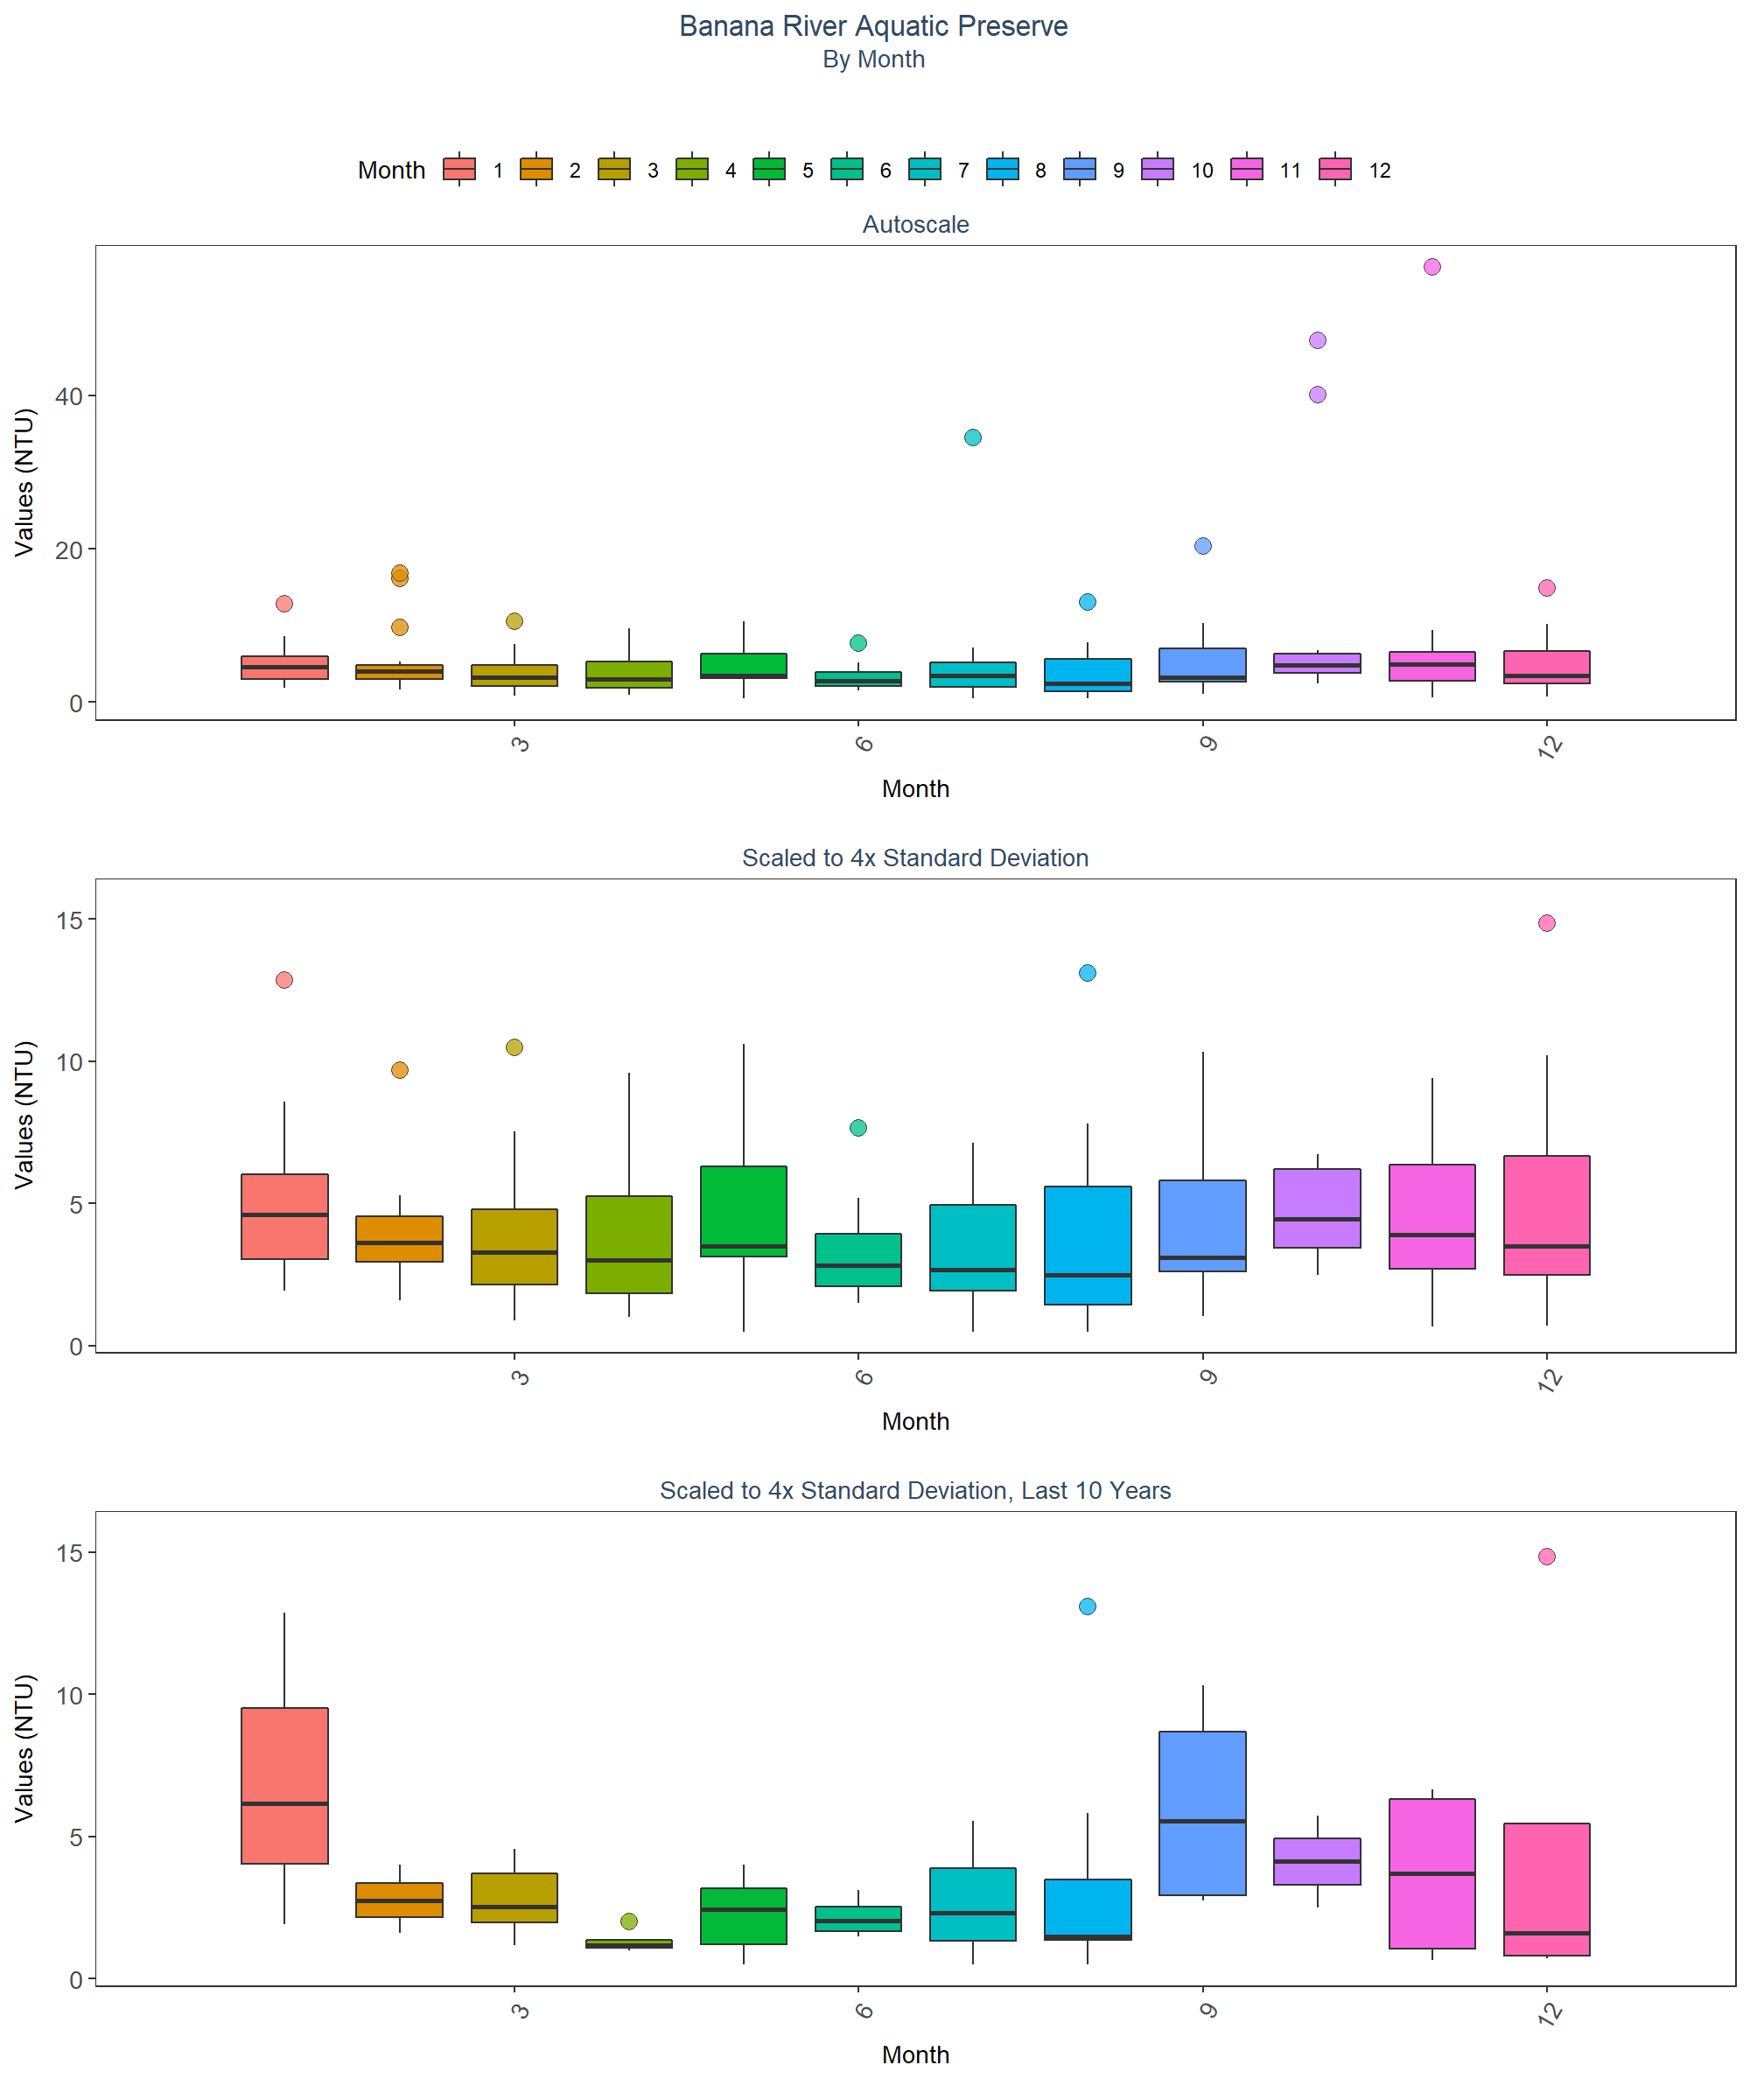 Banana River Aquatic Preserve
By Month
Month 1 2 3 4 5 6 7 8 9 10 11 12
Autoscale
Values (NTU)
40
20
0
3 6 9 12
Month
Scaled to 4x Standard Deviation
Values (NTU)
15
10
5
0
3 6 9 12
Month
Scaled to 4x Standard Deviation, Last 10 Years
Values (NTU)
15
10
5
0
3 6 9 12
Month